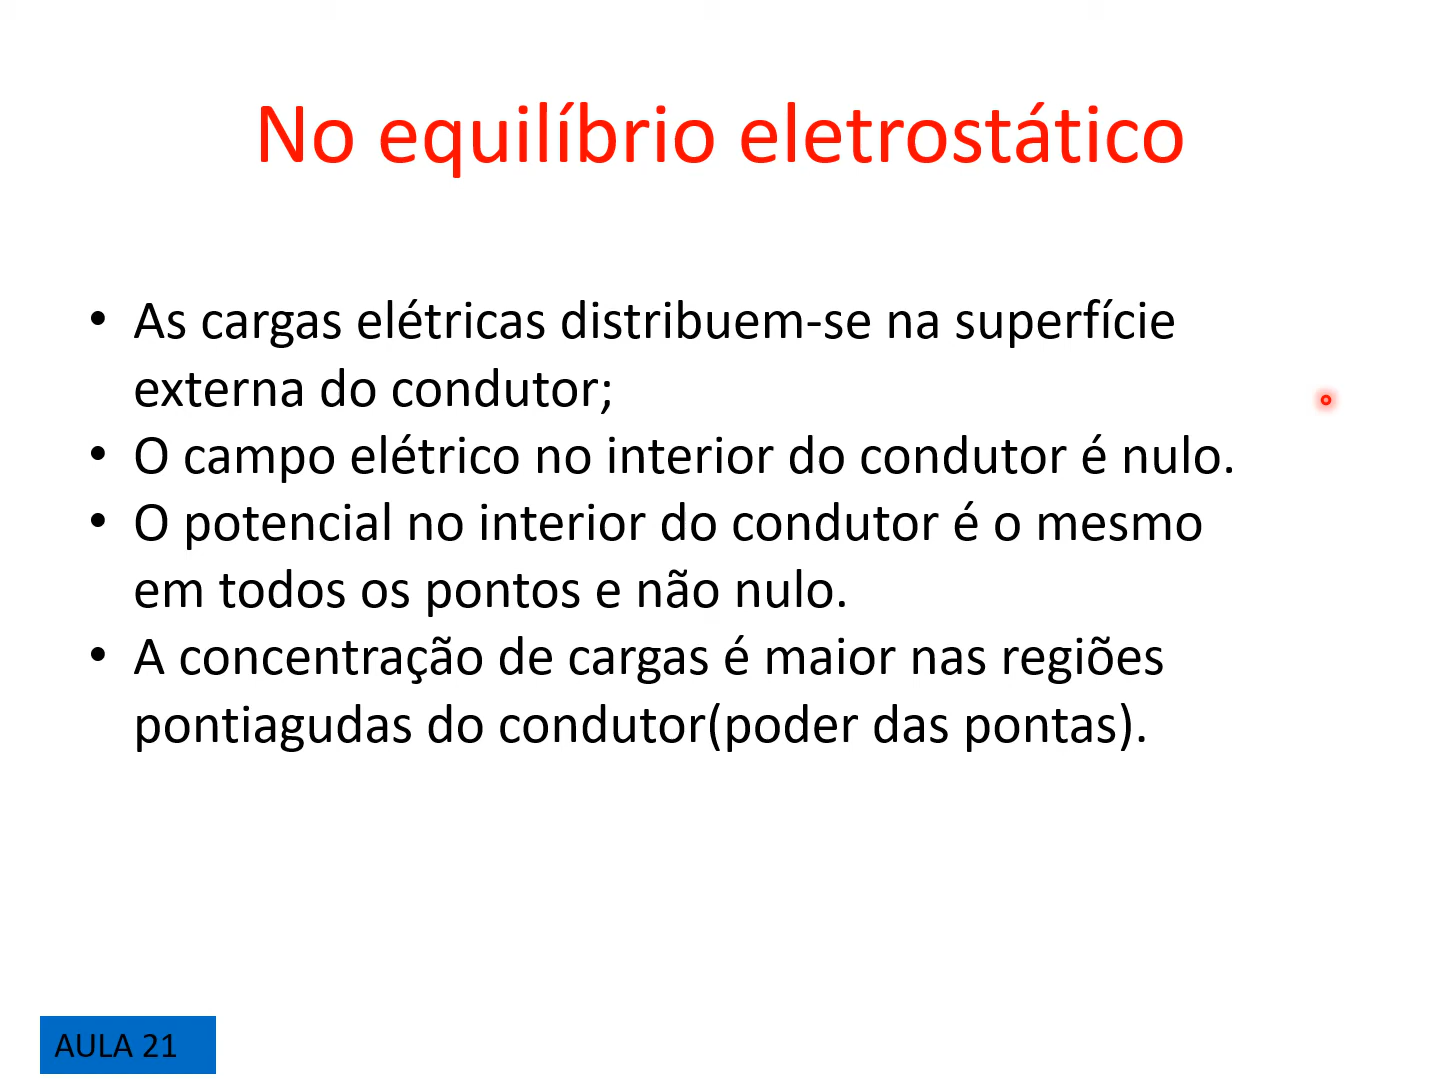 No equilíbrio eletrostático
• As cargas elétricas distribuem-se na superfície
externa do condutor;
• O campo elétrico no interior do condutor é nulo.
• O potencial no interior do condutor é o mesmo
em todos os pontos e não nulo.
• A concentração de cargas é maior nas regiões
pontiagudas do condutor(poder das pontas).
AULA 21